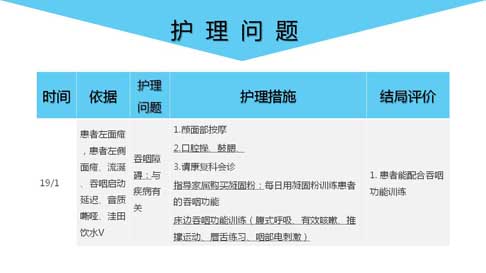 护 理 问 题
时间
依据
护理
问题
护理措施
结局评价
19/1
患者左面瘫
，患者左侧
面瘫、流涎
、吞咽启动
延迟、音质
嘶哑、洼田
饮水V
吞咽障
碍：与
疾病有
关
1.颜面部按摩
2.口腔操、鼓腮、
3.请康复科会诊
指导家属购买凝固粉：每日用凝固粉训练患者
的吞咽功能
床边吞咽功能训练（腹式呼吸、有效咳嗽、推
撑运动、唇舌练习、咽部电刺激）
1. 患者能配合吞咽
功能训练